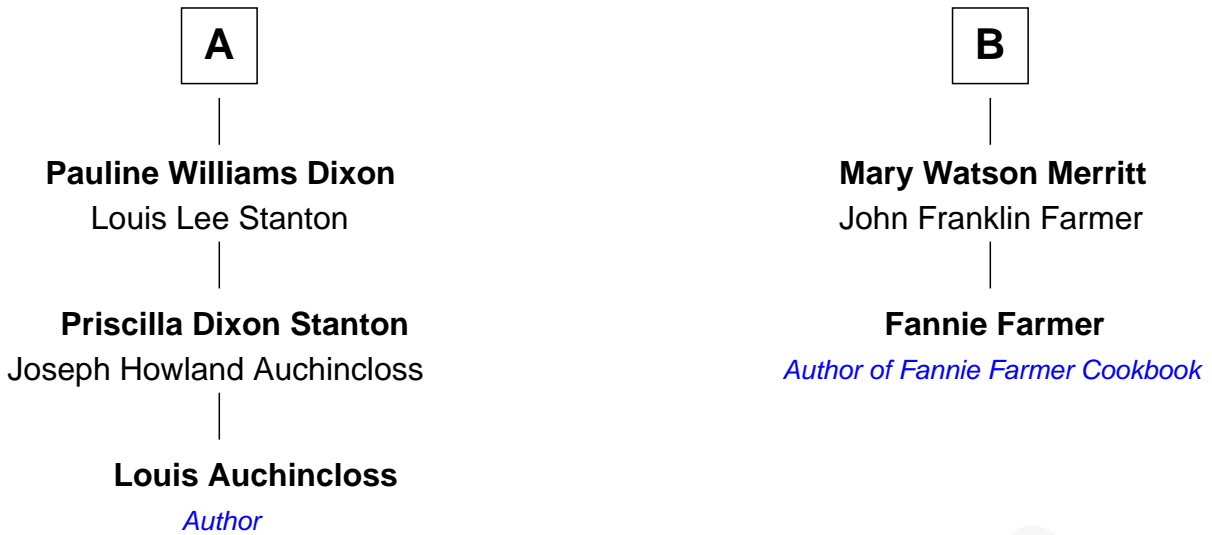 A
Pauline Williams Dixon
Louis Lee Stanton
Priscilla Dixon Stanton
Joseph Howland Auchincloss
Louis Auchincloss
Author
B
Mary Watson Merritt
John Franklin Farmer
Fannie Farmer
Author of Fannie Farmer Cookbook